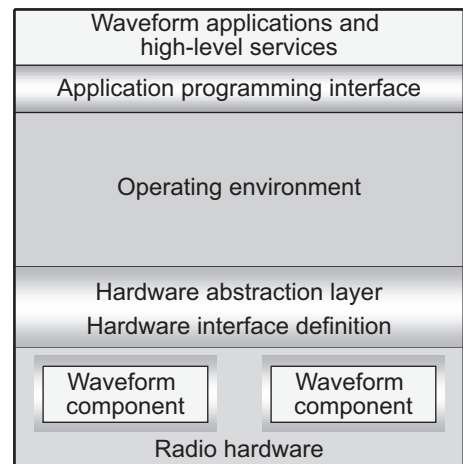 Waveform applications and
high-level services
Application programming interface
Operating environment
Hardware abstraction layer
Hardware interface definition
Waveform
component
Waveform
component
Radio hardware